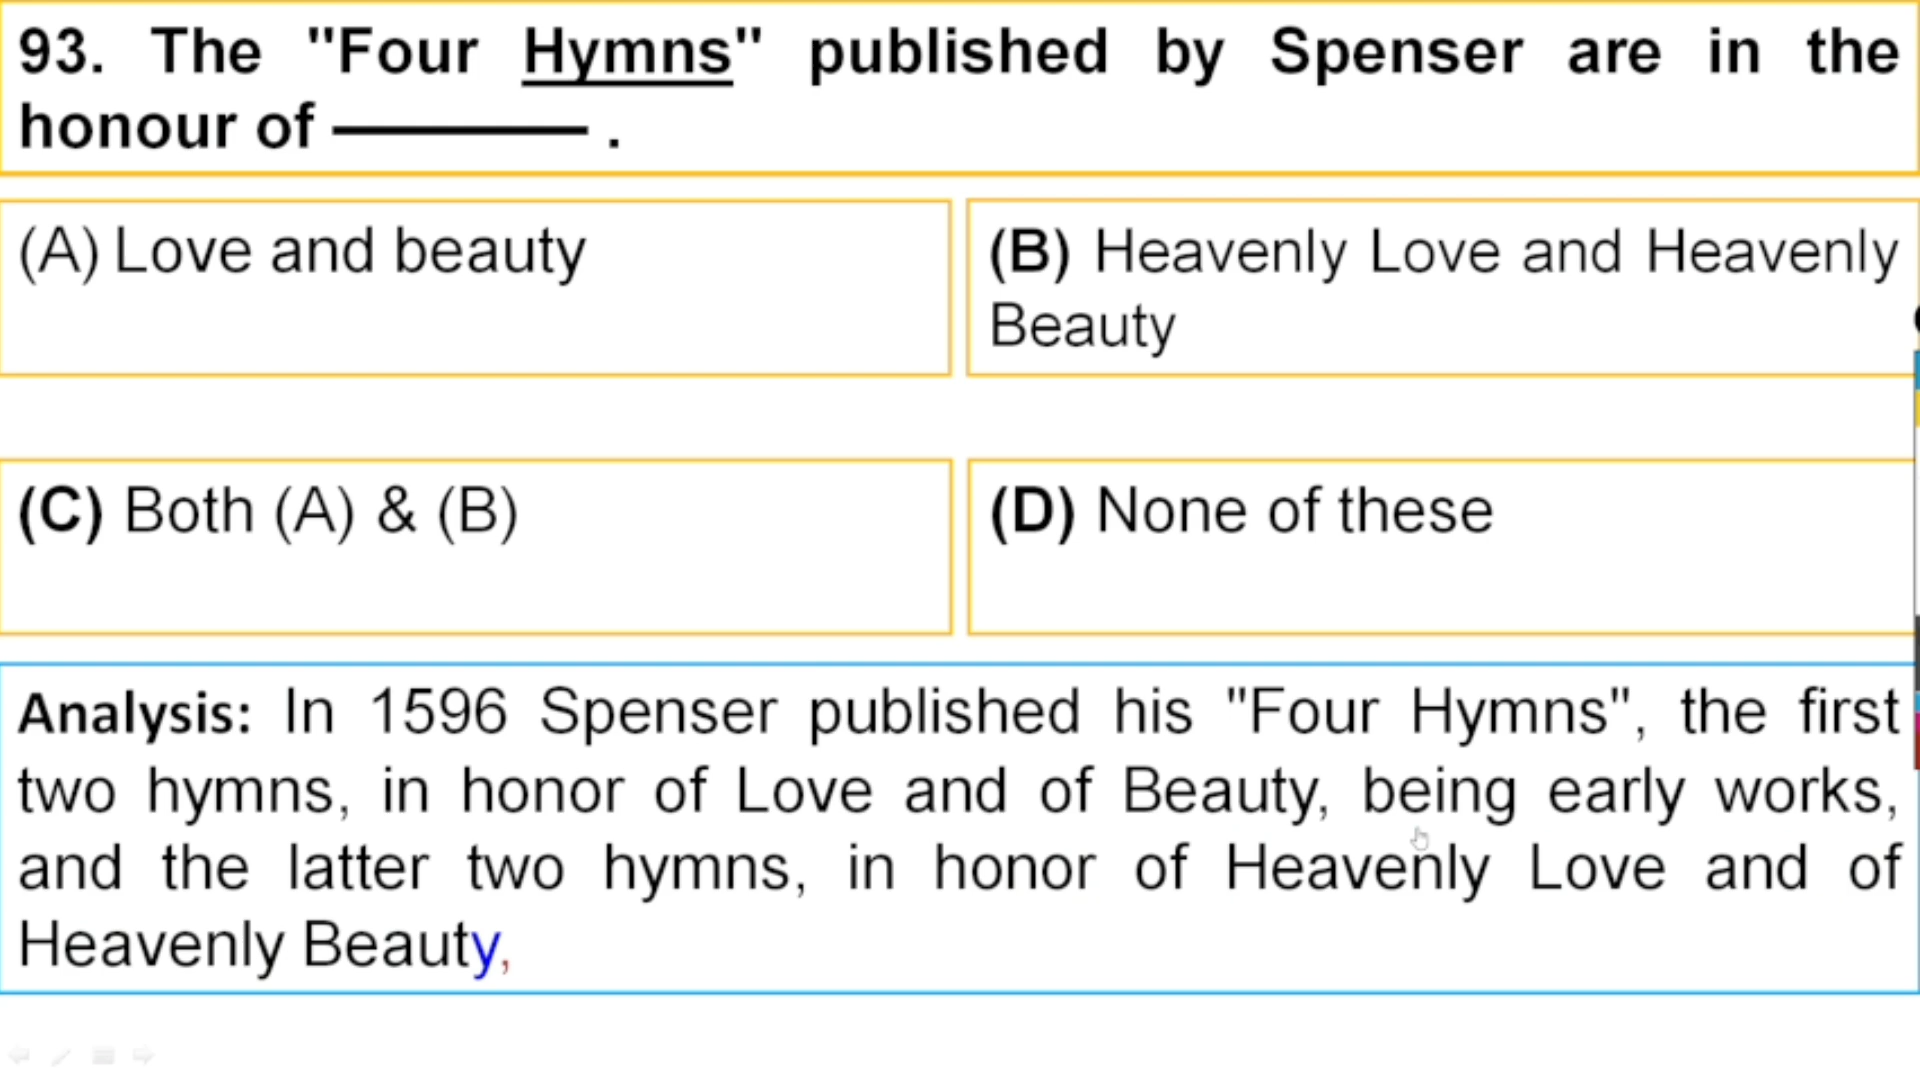 93. The "Four Hymns" published by Spenser are in the
honour of ———— .
(A) Love and beauty
(B) Heavenly Love and Heavenly
Beauty
(C) Both (A) & (B)
(D) None of these
Analysis: In 1596 Spenser published his "Four Hymns", the first
two hymns, in honor of Love and of Beauty, being early works,
and the latter two hymns, in honor of Heavenly Love and of
Heavenly Beauty,